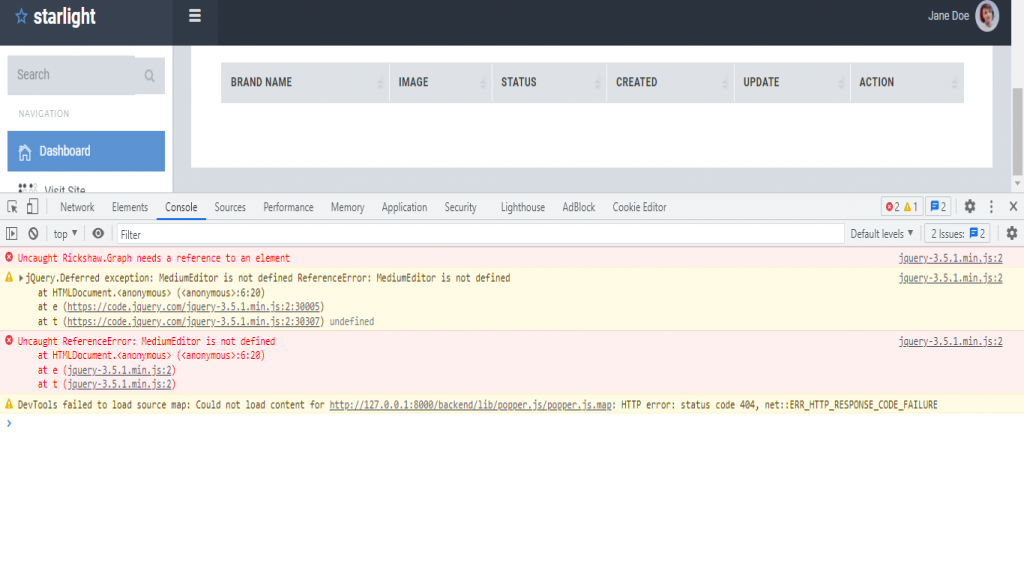 starlight
Jane Doe
Search
BRAND NAME IMAGE STATUS CREATED UPDATE ACTION
NAVIGATION
Dashboard
Visit Site
Network Elements Console Sources Performance Memory Application Security Lighthouse AdBlock Cookie Editor 2 1 2
top ▼ Filter Default levels ▼ 2 Issues: 2
Uncaught Rickshaw.Graph needs a reference to an element jquery-3.5.1.min.js:2
▶jQuery.Deferred exception: MediumEditor is not defined ReferenceError: MediumEditor is not defined jquery-3.5.1.min.js:2
at HTMLDocument.<anonymous> (<anonymous>:6:20)
at e (https://code.jquery.com/jquery-3.5.1.min.js:2:30005)
at t (https://code.jquery.com/jquery-3.5.1.min.js:2:30307) undefined
Uncaught ReferenceError: MediumEditor is not defined jquery-3.5.1.min.js:2
at HTMLDocument.<anonymous> (<anonymous>:6:20)
at e (jquery-3.5.1.min.js:2)
at t (jquery-3.5.1.min.js:2)
DevTools failed to load source map: Could not load content for http://127.0.0.1:8000/backend/lib/popper.js/popper.js.map: HTTP error: status code 404, net::ERR_HTTP_RESPONSE_CODE_FAILURE